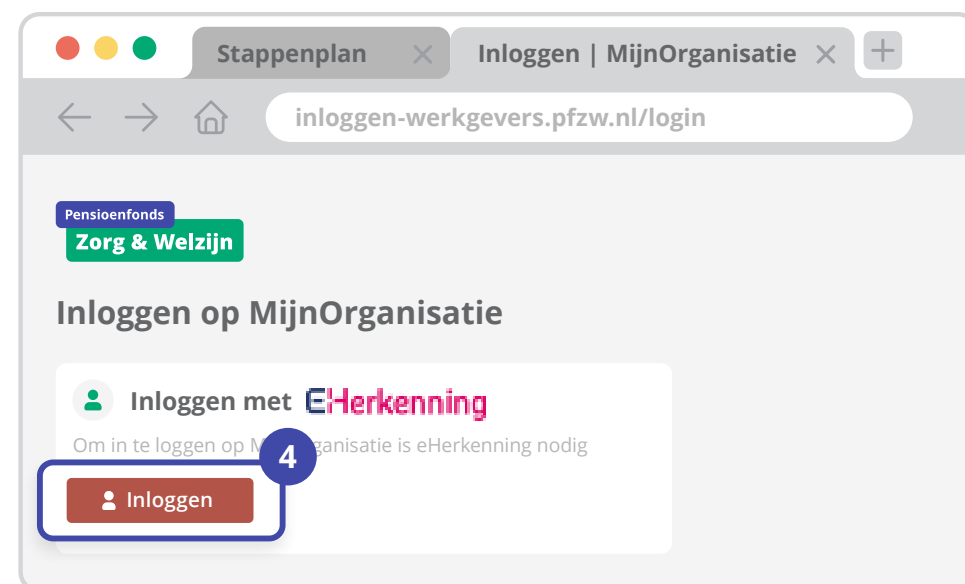 Stappenplan
Inloggen | MijnOrganisatie
inloggen-werkgevers.pfzw.nl/login
Pensioenfonds
Zorg & Welzijn
Inloggen op MijnOrganisatie
Inloggen met eHerkenning
Om in te loggen op M ganisatie is eHerkenning nodig
4
Inloggen